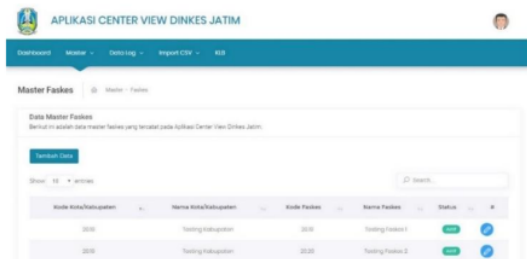 APLIKASI CENTER VIEW DINKES JATIM
Dashboard Master Data Log Import CSV KLB
Master Faskes Master - Faskes
Data Master Faskes
Berikut ini adalah data master faskes yang tercatat pada Aplikasi Center View Dinkes Jatim.
Tambah Data
Show 10 entries Search...
Kode Kota/Kabupaten Nama Kota/Kabupaten Kode Faskes Nama Faskes Status #
Testing Kabupaten Testing Faskes 1
Testing Kabupaten 2020 Testing Faskes 2